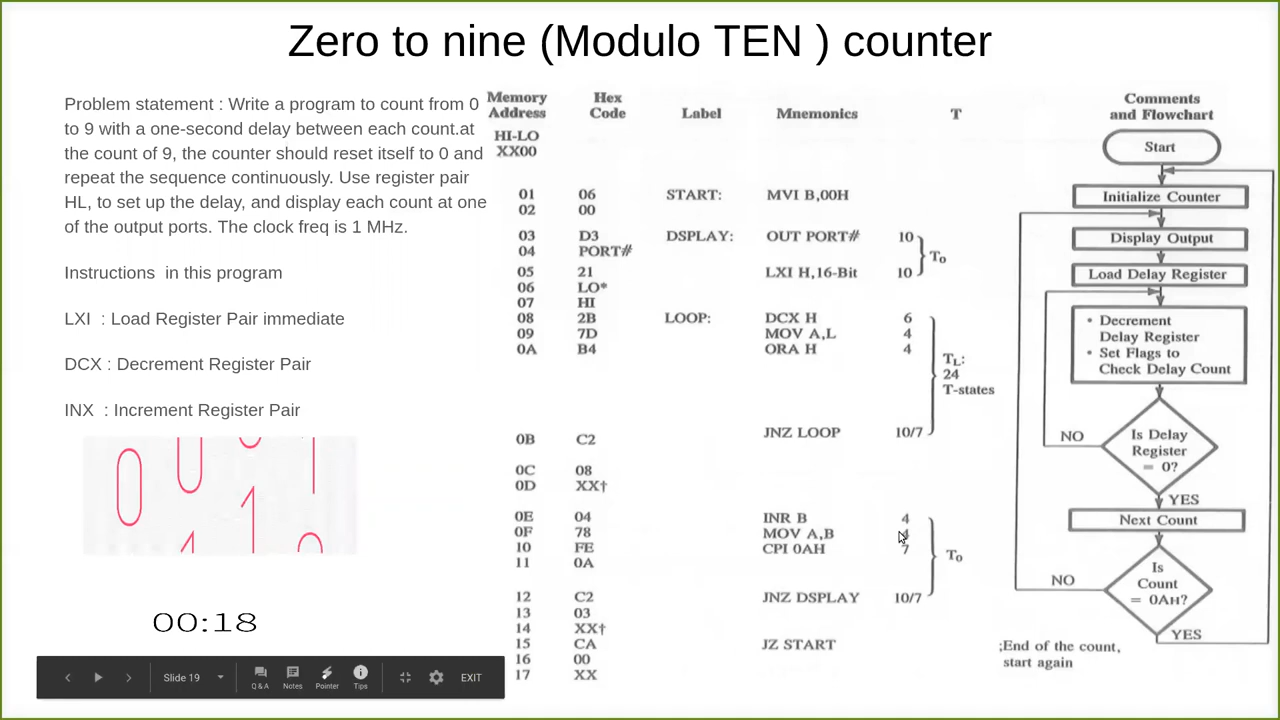 Zero to nine (Modulo TEN ) counter
Problem statement : Write a program to count from 0
to 9 with a one-second delay between each count.at
the count of 9, the counter should reset itself to 0 and
repeat the sequence continuously. Use register pair
HL, to set up the delay, and display each count at one
of the output ports. The clock freq is 1 MHz.
Instructions in this program
LXI : Load Register Pair immediate
DCX : Decrement Register Pair
INX : Increment Register Pair
00:18
Slide 19
Q & A Notes Pointer Tips
EXIT
Memory Address Hex Code Label Mnemonics T
HI-LO
XX00
01 06 START: MVI B,00H
02 00
03 D3 DSPLAY: OUT PORT# 10
04 PORT# T0
05 21 LXI H,16-Bit 10
06 LO*
07 HI
08 2B LOOP: DCX H 6
09 7D MOV A,L 4
0A B4 ORA H 4
TL:
24
T-states
0B C2 JNZ LOOP 10/7
0C 08
0D XX†
0E 04 INR B 4
0F 78 MOV A,B
10 FE CPI 0AH 7
11 0A
T0
12 C2 JNZ DSPLAY 10/7
13 03
14 XX†
15 CA JZ START
16 00
17 XX
Comments
and Flowchart
Start
Initialize Counter
Display Output
Load Delay Register
• Decrement
Delay Register
• Set Flags to
Check Delay Count
Is Delay
Register
= 0?
NO
YES
Next Count
Is
Count
= 0AH?
NO
YES
;End of the count,
start again